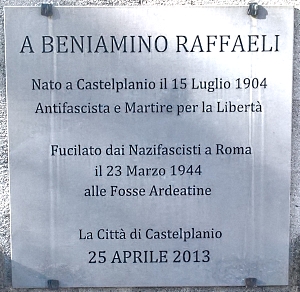 A BENIAMINO RAFFAELI
Nato a Castelplanio il 15 Luglio 1904
Antifascista e Martire per la Libertà
Fucilato dai Nazifascisti a Roma
il 23 Marzo 1944
alle Fosse Ardeatine
La Città di Castelplanio
25 APRILE 2013